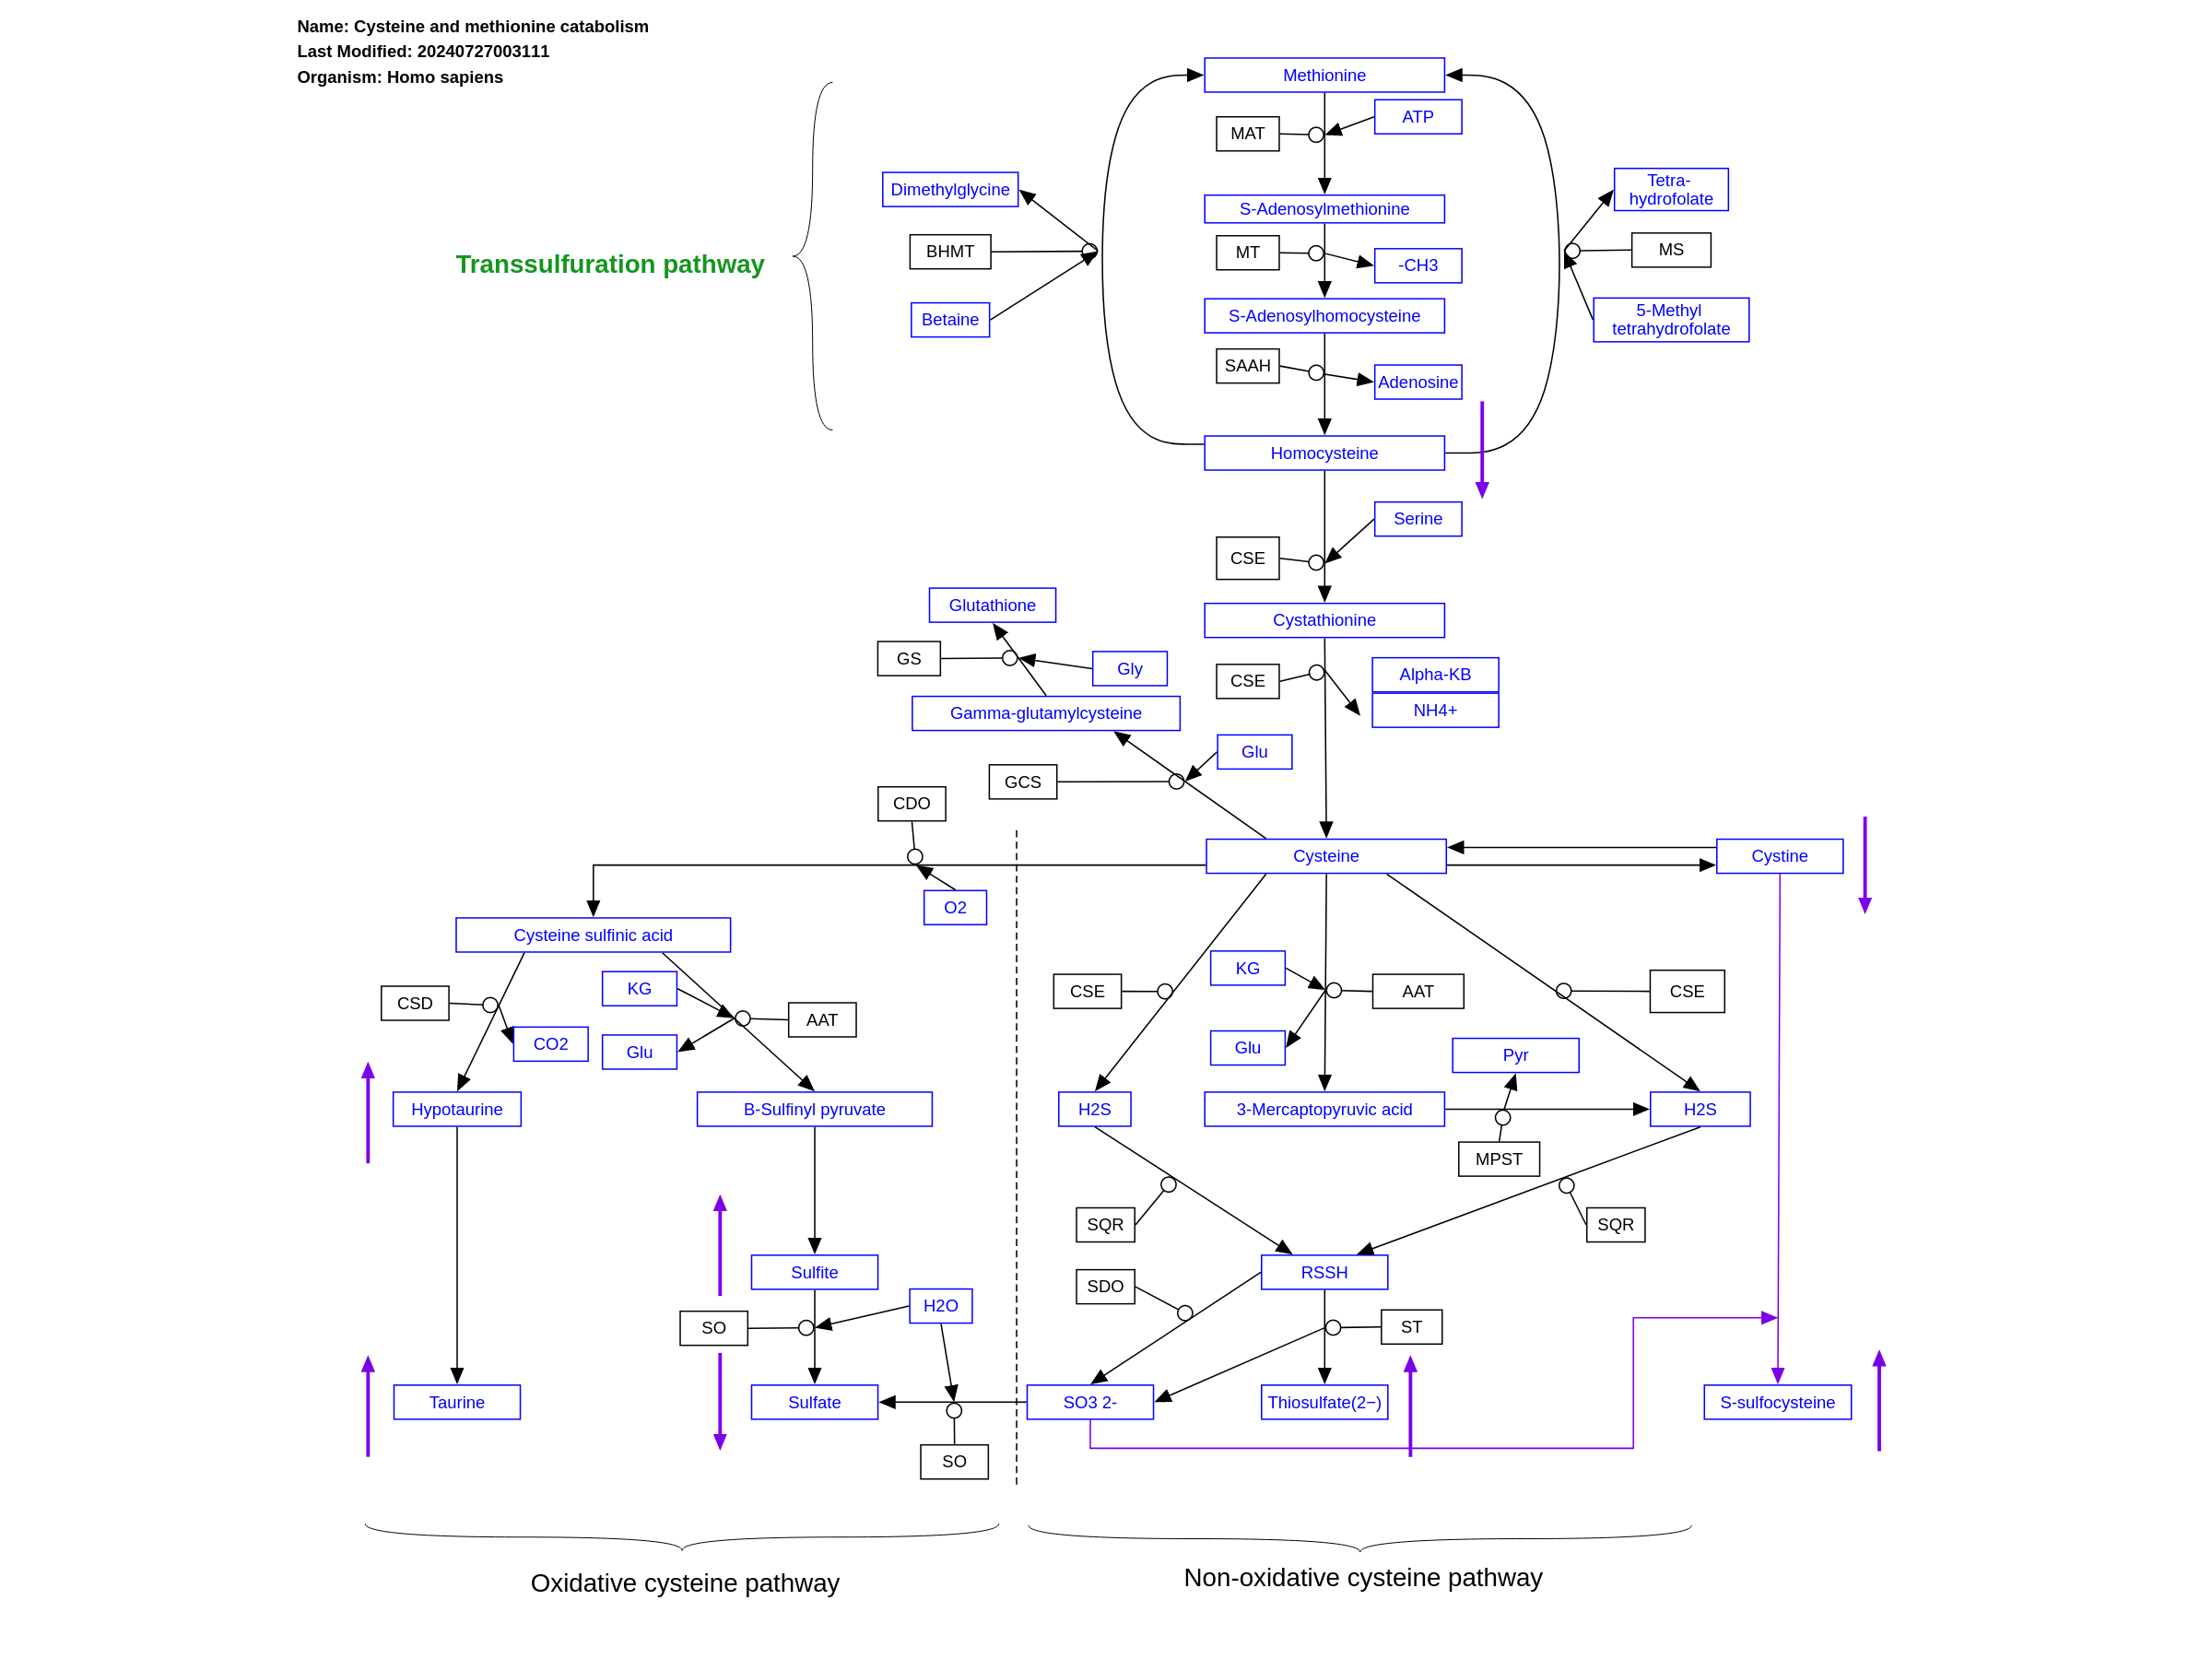 Name: Cysteine and methionine catabolism
Last Modified: 20240727003111
Organism: Homo sapiens
Methionine
ATP
MAT
Dimethylglycine
Tetra-
hydrofolate
S-Adenosylmethionine
BHMT
MT
-CH3
MS
Transsulfuration pathway
Betaine
S-Adenosylhomocysteine
5-Methyl
tetrahydrofolate
SAAH
Adenosine
Homocysteine
Serine
CSE
Glutathione
Cystathionine
GS
Gly
CSE
Alpha-KB
Gamma-glutamylcysteine
NH4+
Glu
GCS
CDO
Cysteine
Cystine
O2
Cysteine sulfinic acid
KG
KG
CSD
CSE
AAT
CSE
AAT
CO2
Glu
Glu
Pyr
Hypotaurine
B-Sulfinyl pyruvate
H2S
3-Mercaptopyruvic acid
H2S
MPST
SQR
SQR
Sulfite
RSSH
SDO
H2O
SO
ST
Taurine
Sulfate
SO3 2-
Thiosulfate(2−)
S-sulfocysteine
SO
Oxidative cysteine pathway
Non-oxidative cysteine pathway